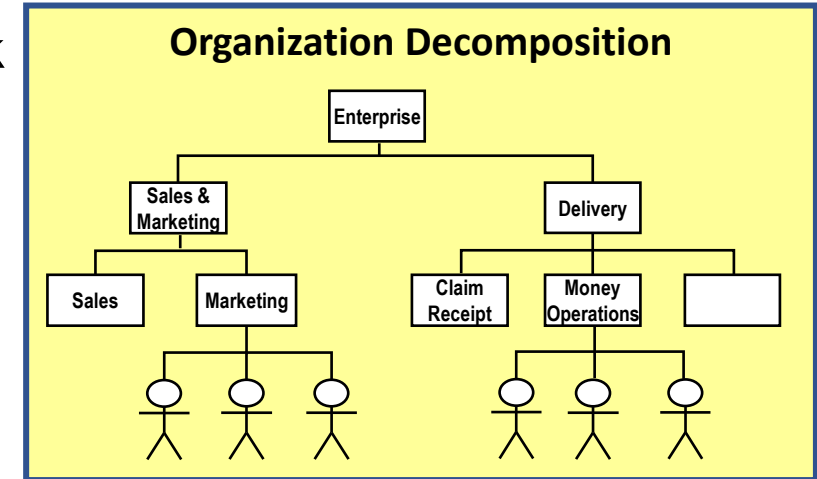 Organization Decomposition
Enterprise
Sales &
Marketing
Delivery
Sales
Marketing
Claim
Receipt
Money
Operations